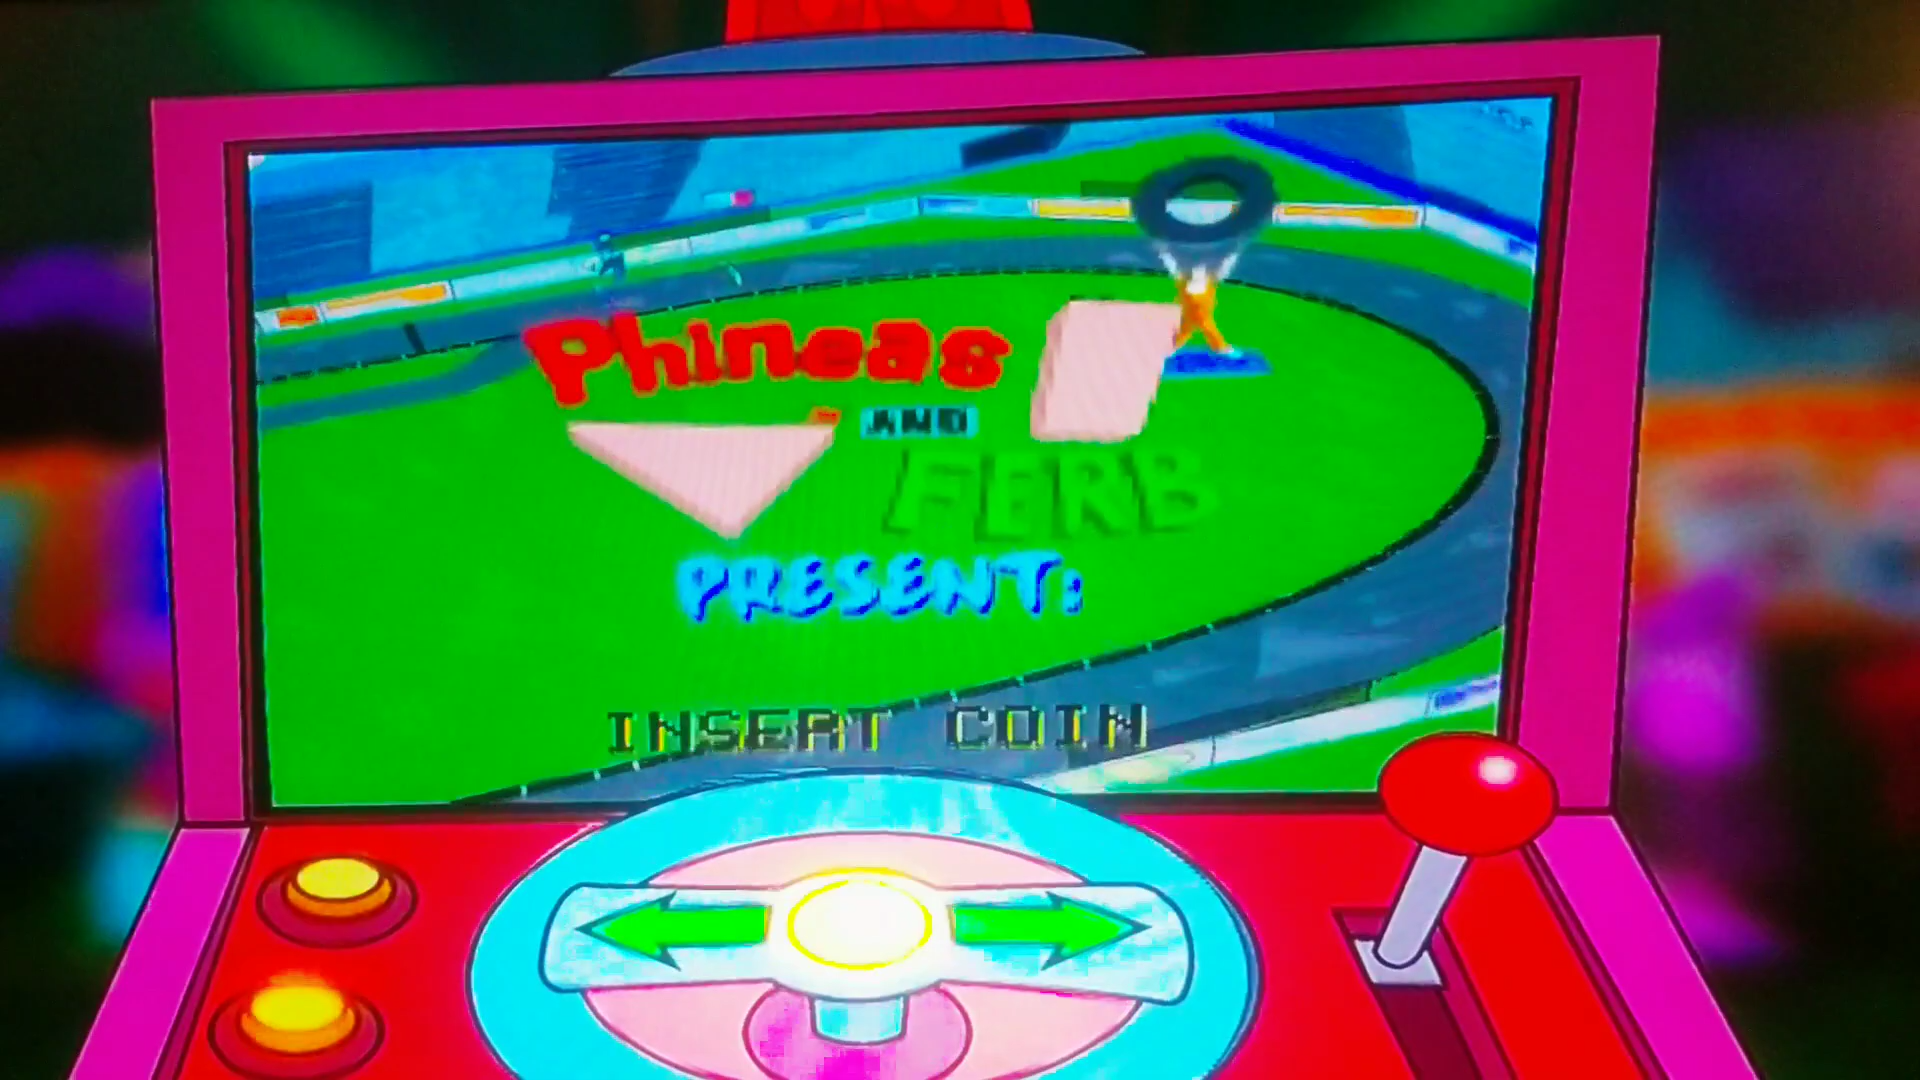 Phineas
AND
FERB
PRESENT:
INSERT COIN